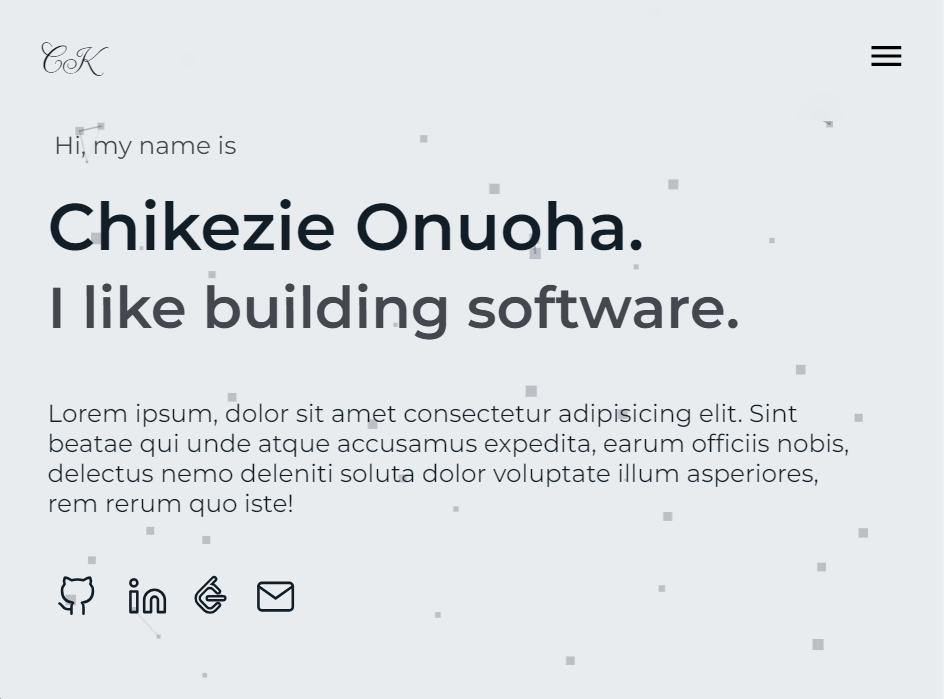 CK
Hi, my name is
Chikezie Onuoha.
I like building software.
Lorem ipsum, dolor sit amet consectetur adipisicing elit. Sint
beatae qui unde atque accusamus expedita, earum officiis nobis,
delectus nemo deleniti soluta dolor voluptate illum asperiores,
rem rerum quo iste!